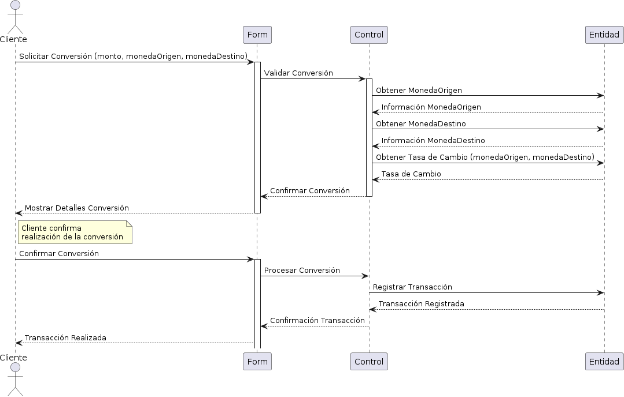 Cliente
Form
Control
Entidad
Solicitar Conversión (monto, monedaOrigen, monedaDestino)
Validar Conversión
Obtener MonedaOrigen
Información MonedaOrigen
Obtener MonedaDestino
Información MonedaDestino
Obtener Tasa de Cambio (monedaOrigen, monedaDestino)
Tasa de Cambio
Confirmar Conversión
Mostrar Detalles Conversión
Cliente confirma
realización de la conversión
Confirmar Conversión
Procesar Conversión
Registrar Transacción
Transacción Registrada
Confirmación Transacción
Transacción Realizada
Cliente
Form
Control
Entidad